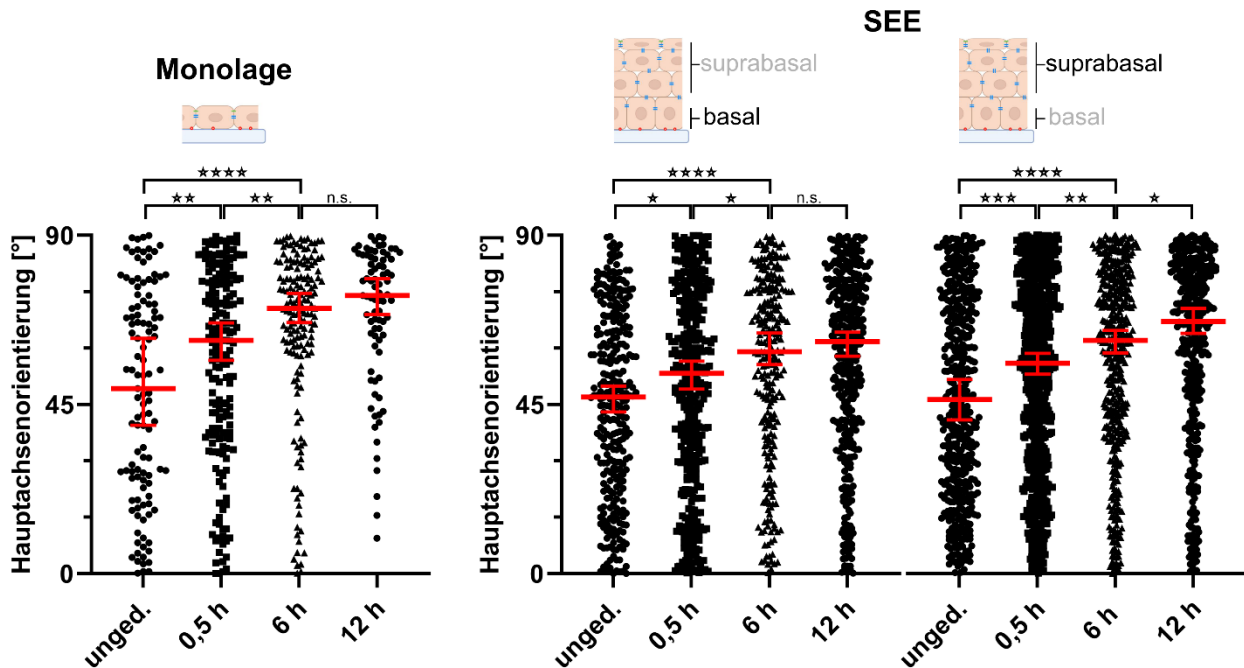 SEE
Monolage
suprabasal
basal
suprabasal
basal
☆☆☆☆
☆☆ ☆☆ n.s.
☆☆☆☆
☆ ☆ n.s.
☆☆☆☆
☆☆☆ ☆☆ ☆
Hauptachsenorientierung [°]
90
45
0
unged. 0,5 h 6 h 12 h
Hauptachsenorientierung [°]
90
45
0
unged. 0,5 h 6 h 12 h
unged. 0,5 h 6 h 12 h